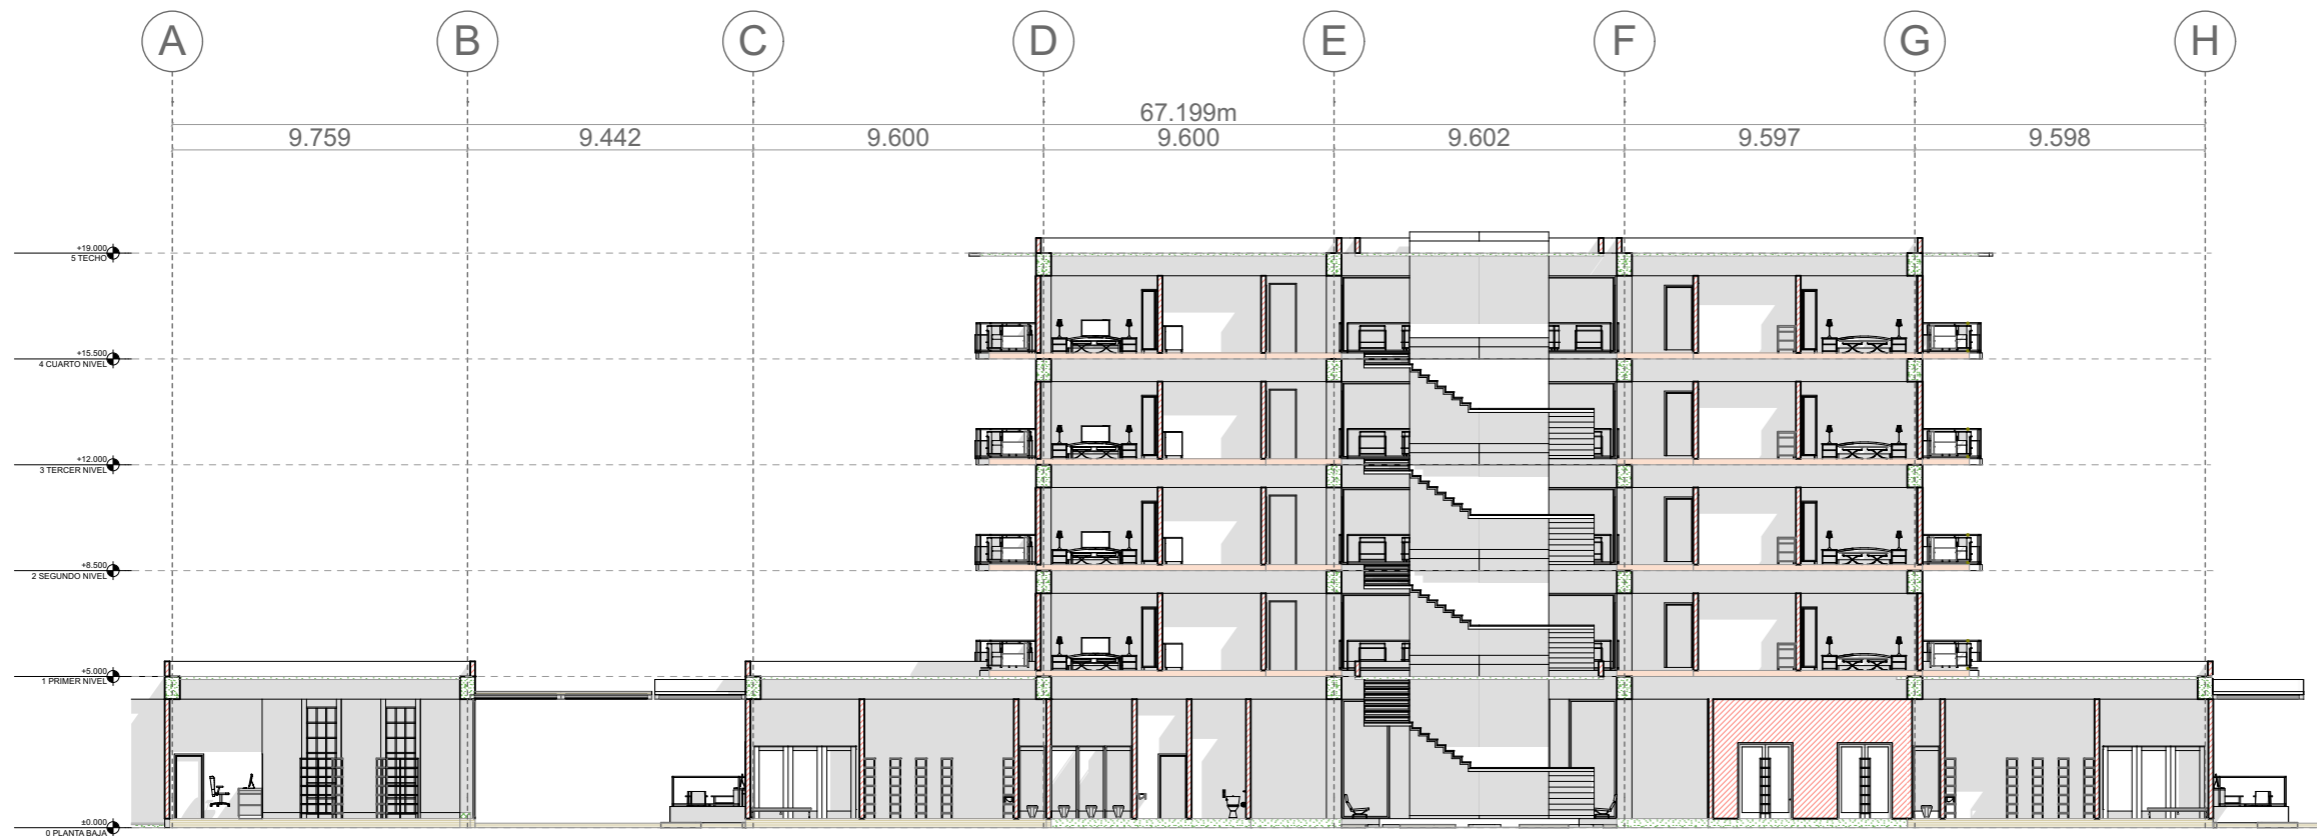 A B C D E F G H
67.199m
9.759 9.442 9.600 9.600 9.602 9.597 9.598
+19.000
5 TECHO
+15.500
4 CUARTO NIVEL
+12.000
3 TERCER NIVEL
+8.500
2 SEGUNDO NIVEL
+5.000
1 PRIMER NIVEL
±0.000
0 PLANTA BAJA